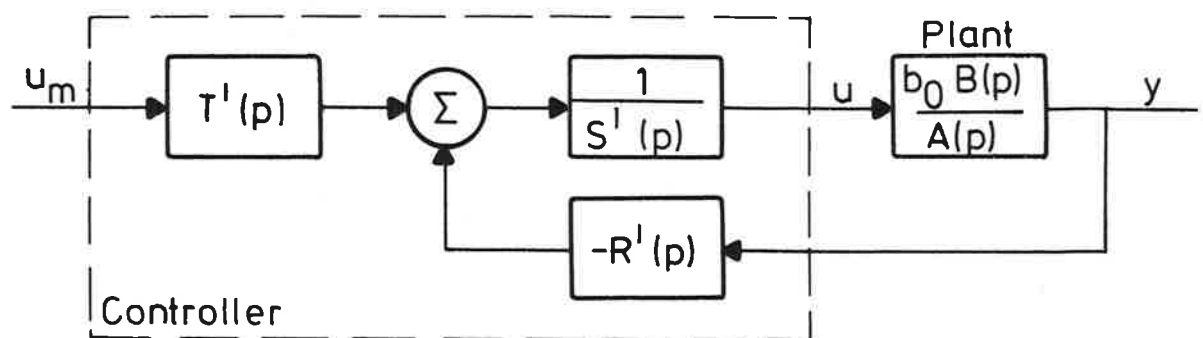 u_m
T'(p)
Σ
1
S'(p)
u
Plant
b_0 B(p)
A(p)
y
-R'(p)
Controller